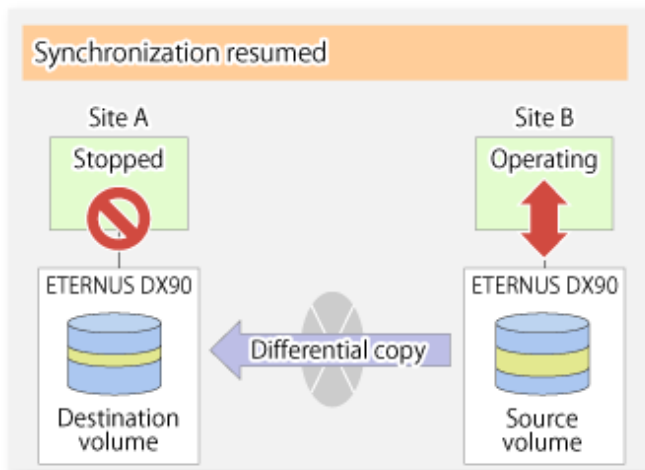 Synchronization resumed
Site A
Site B
Stopped
Operating
ETERNUS DX90
ETERNUS DX90
Differential copy
Destination
volume
Source
volume